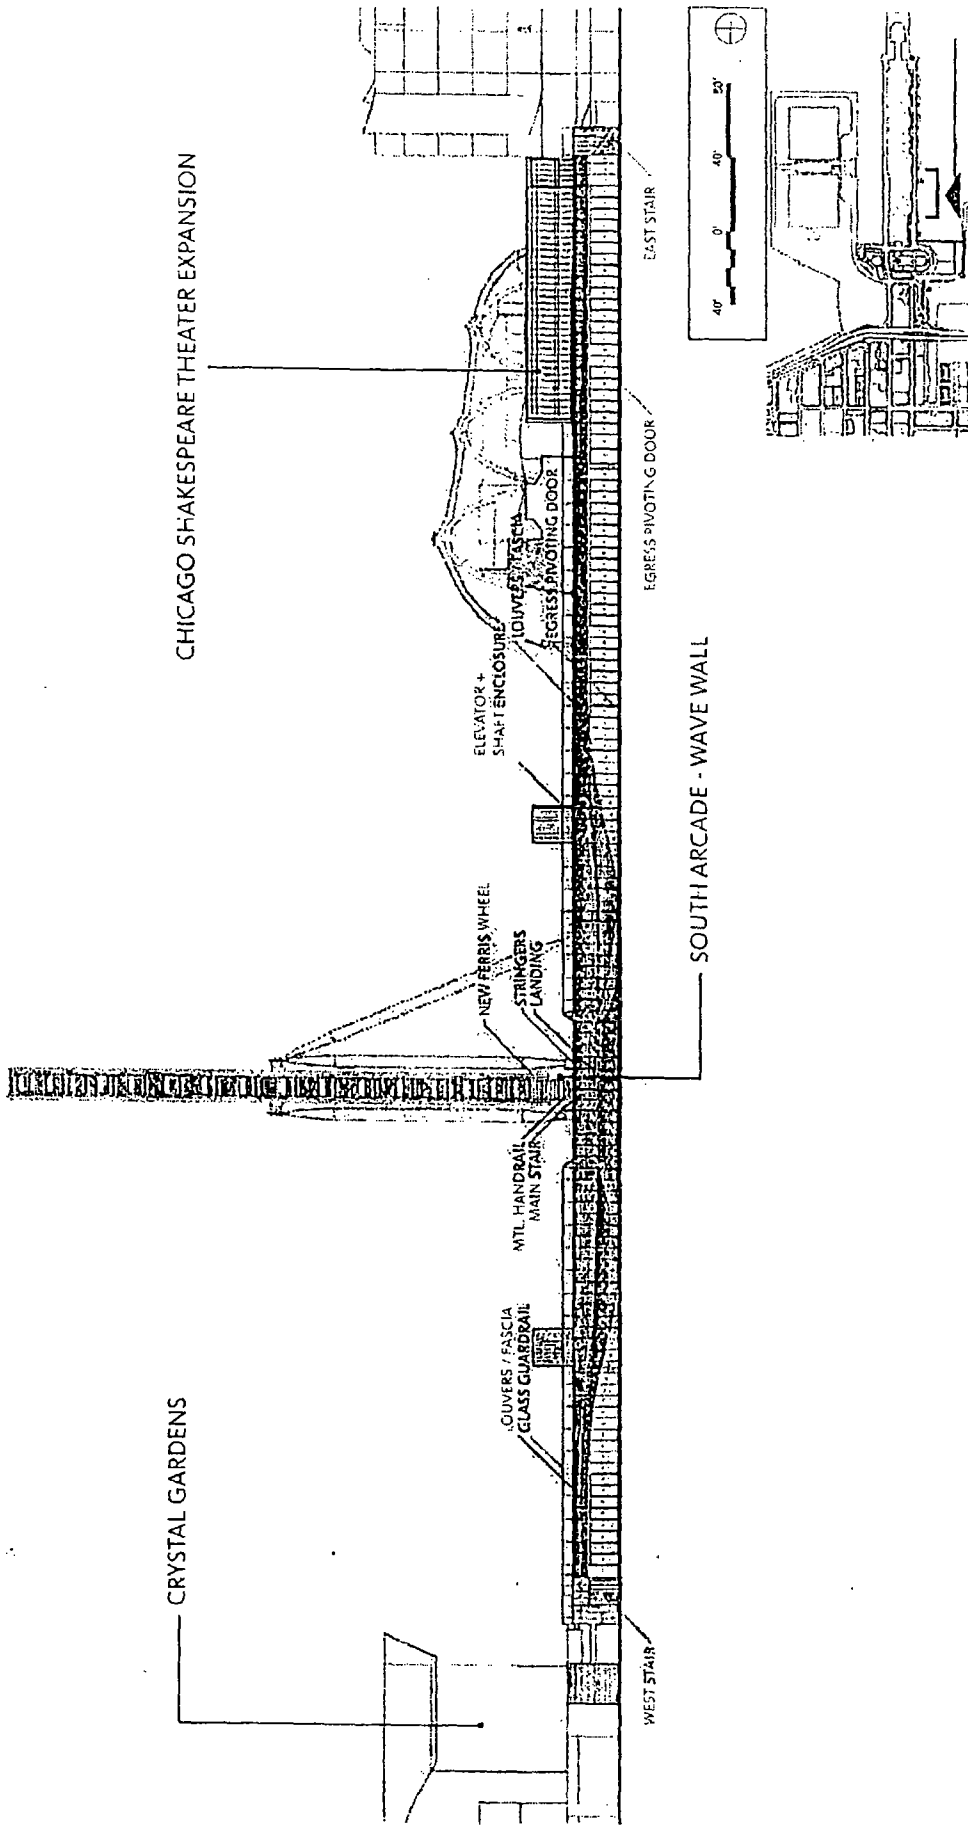 CRYSTAL GARDENS
CHICAGO SHAKESPEARE THEATER EXPANSION
LOUVERS / FASCIA
GLASS GUARDRAIL
MTL. HANDRAIL
MAIN STAIR
NEW FERRIS WHEEL
STRINGERS
LANDING
ELEVATOR +
SHAFT ENCLOSURE
LOUVERS / FASCIA
EGRESS PIVOTING DOOR
WEST STAIR
SOUTH ARCADE - WAVE WALL
EGRESS PIVOTING DOOR
EAST STAIR
40' 0' 40' 80'